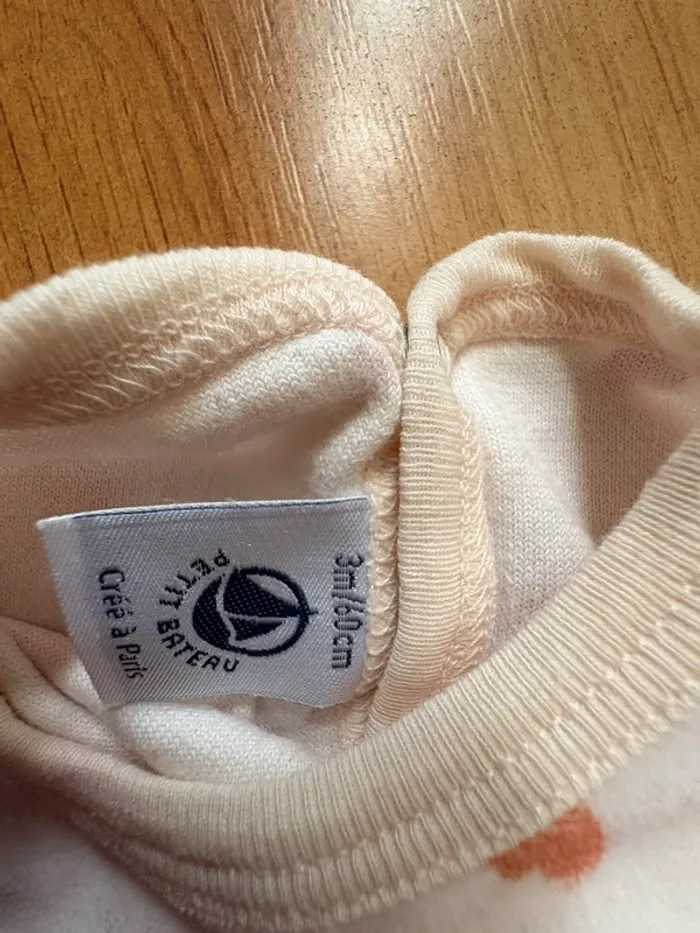 3m/60cm
PETIT BATEAU
Créé à Paris